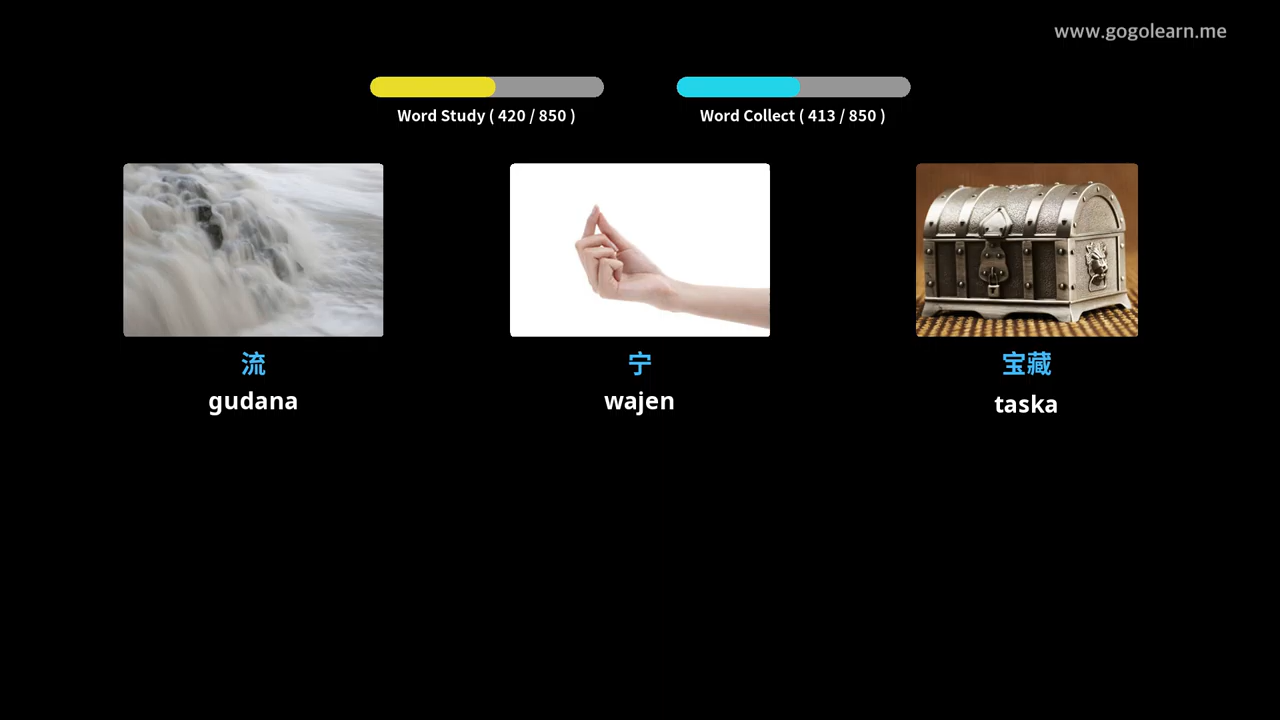 www.gogolearn.me
Word Study ( 420 / 850 )
Word Collect ( 413 / 850 )
流
gudana
宁
wajen
宝藏
taska